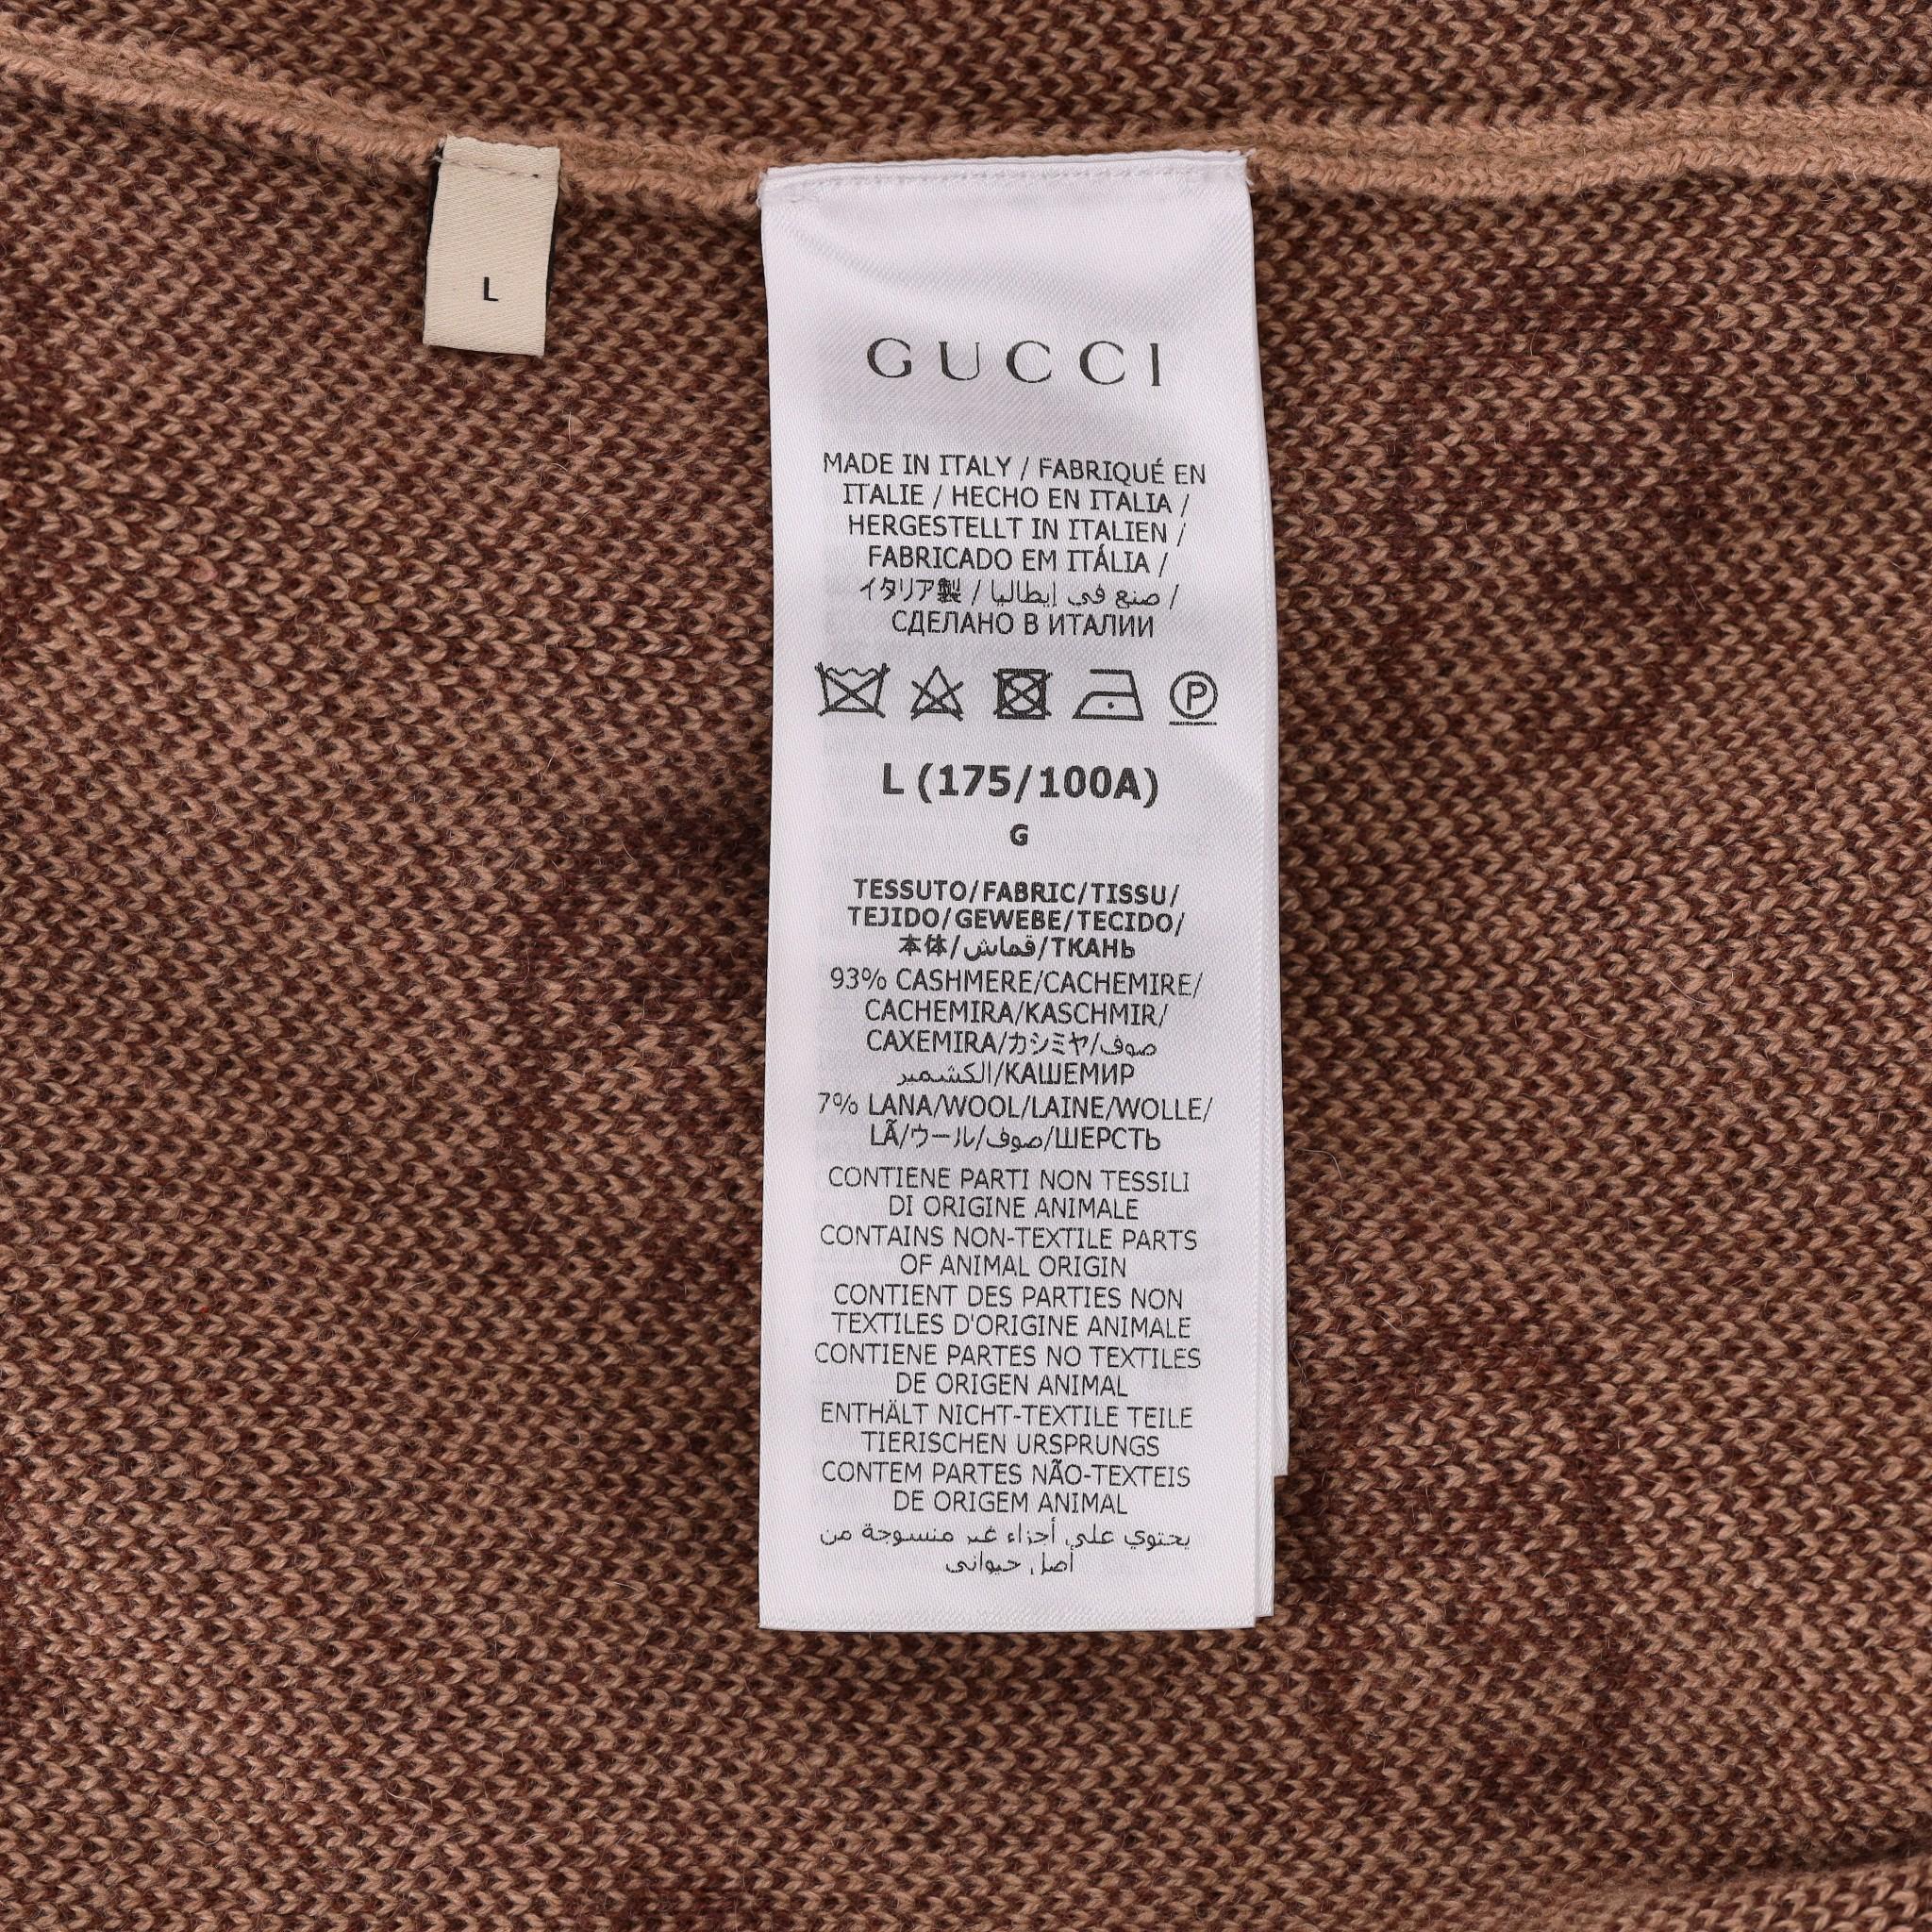 L
GUCCI
MADE IN ITALY / FABRIQUÉ EN
ITALIE / HECHO EN ITALIA /
HERGESTELLT IN ITALIEN /
FABRICADO EM ITÁLIA /
イタリア製 / صنع في إيطاليا /
СДЕЛАНО В ИТАЛИИ
P
L (175/100A)
G
TESSUTO/FABRIC/TISSU/
TEJIDO/GEWEBE/TECIDO/
本体/قماش/ТКАНЬ
93% CASHMERE/CACHEMIRE/
CACHEMIRA/KASCHMIR/
CAXEMIRA/カシミヤ/صوف
الكشمير/КАШЕМИР
7% LANA/WOOL/LAINE/WOLLE/
LÃ/ウール/صوف/ШЕРСТЬ
CONTIENE PARTI NON TESSILI
DI ORIGINE ANIMALE
CONTAINS NON-TEXTILE PARTS
OF ANIMAL ORIGIN
CONTIENT DES PARTIES NON
TEXTILES D'ORIGINE ANIMALE
CONTIENE PARTES NO TEXTILES
DE ORIGEN ANIMAL
ENTHÄLT NICHT-TEXTILE TEILE
TIERISCHEN URSPRUNGS
CONTEM PARTES NÃO-TEXTEIS
DE ORIGEM ANIMAL
يحتوي على أجزاء غير منسوجة من
أصل حيواني